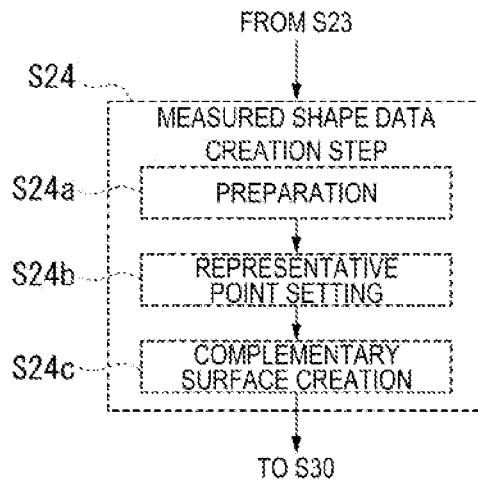 FROM S23
S24
MEASURED SHAPE DATA
CREATION STEP
S24a
PREPARATION
S24b
REPRESENTATIVE
POINT SETTING
S24c
COMPLEMENTARY
SURFACE CREATION
TO S30